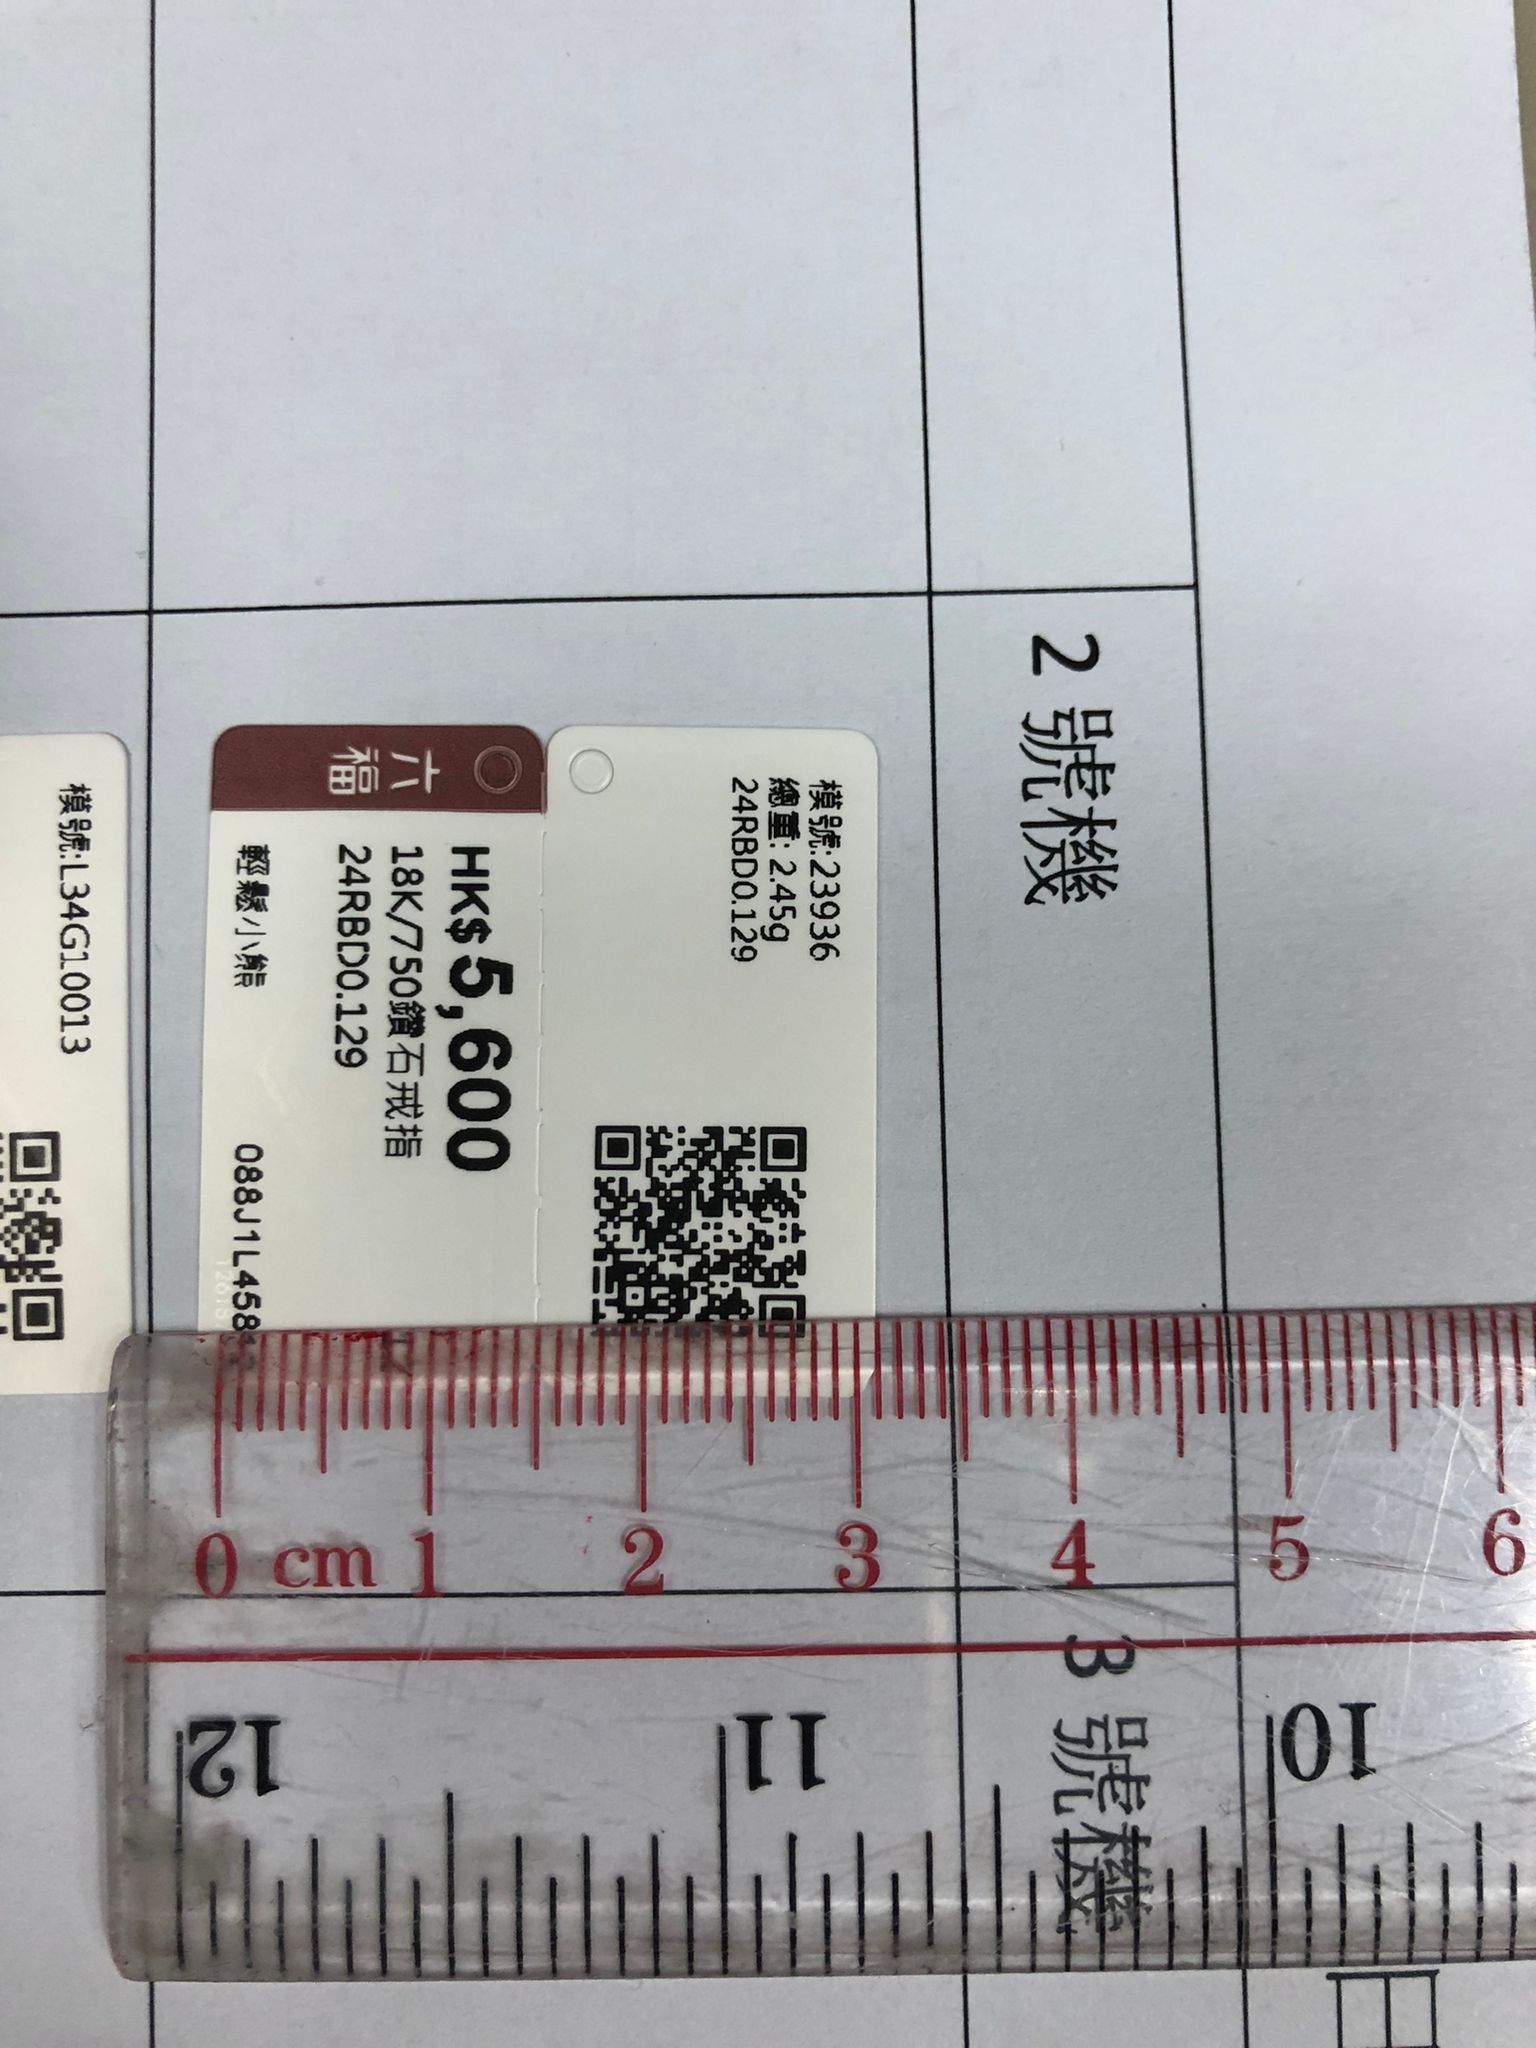 2 號機
模號:23936
總重: 2.45g
24RBD0.129
六福
HK$ 5,600
18K/750鑽石戒指
24RBD0.129
輕鬆小熊
088J1L458
模號:L34G10013
0 cm 1 2 3 4 5 6
3 號機
12 11 10